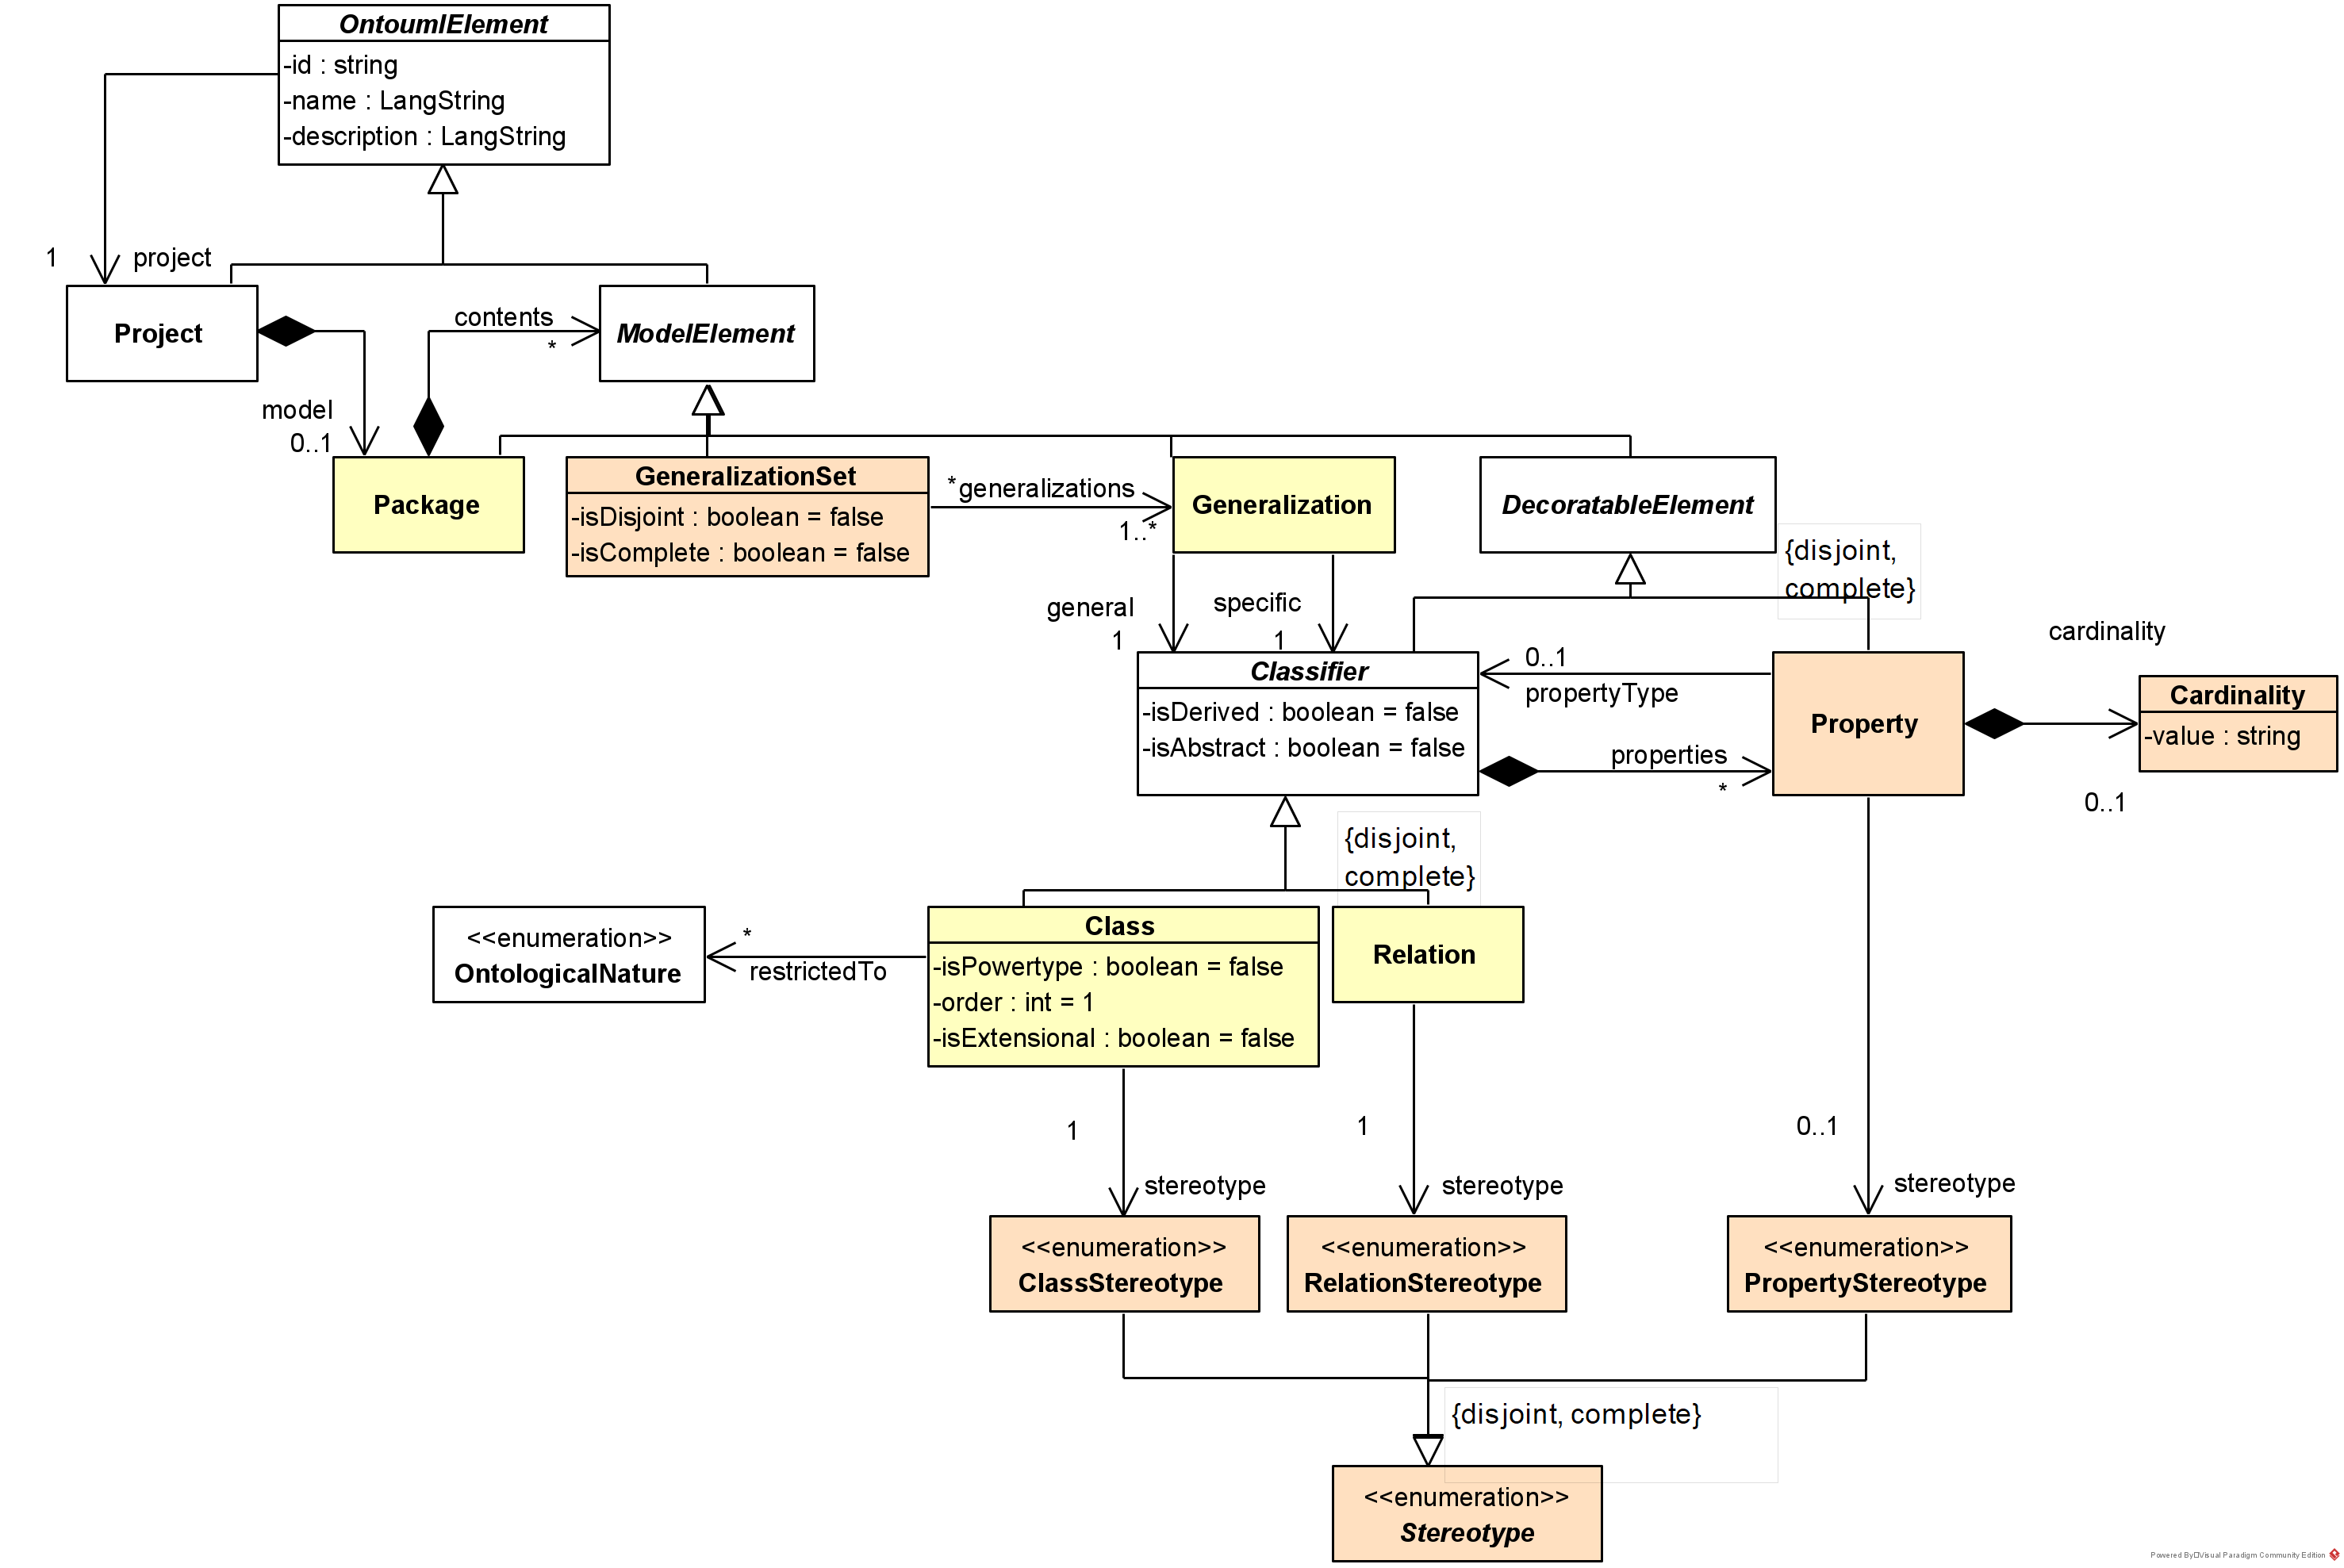 OntoumlElement
-id : string
-name : LangString
-description : LangString
1
project
Project
contents
*
ModelElement
model
0..1
Package
GeneralizationSet
-isDisjoint : boolean = false
-isComplete : boolean = false
*
generalizations
1..*
Generalization
DecoratableElement
{disjoint,
complete}
general
1
specific
1
cardinality
Classifier
-isDerived : boolean = false
-isAbstract : boolean = false
0..1
propertyType
properties
*
Property
Cardinality
-value : string
0..1
{disjoint,
complete}
<<enumeration>>
OntologicalNature
*
restrictedTo
Class
-isPowertype : boolean = false
-order : int = 1
-isExtensional : boolean = false
Relation
1
stereotype
1
stereotype
0..1
stereotype
<<enumeration>>
ClassStereotype
<<enumeration>>
RelationStereotype
<<enumeration>>
PropertyStereotype
{disjoint, complete}
<<enumeration>>
Stereotype
Powered By Visual Paradigm Community Edition